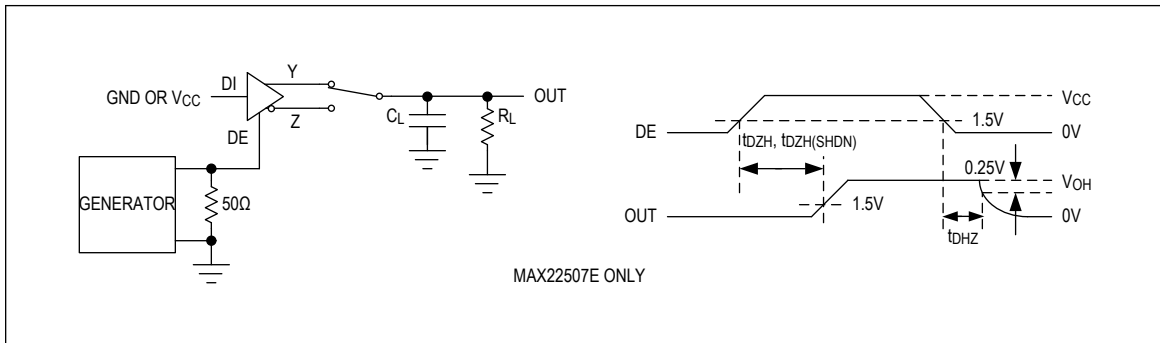 Y
DI
GND OR VCC
OUT
Z
CL
RL
DE
GENERATOR
50Ω
VCC
1.5V
DE
0V
tDZH, tDZH(SHDN)
0.25V
VOH
1.5V
OUT
0V
tDHZ
MAX22507E ONLY